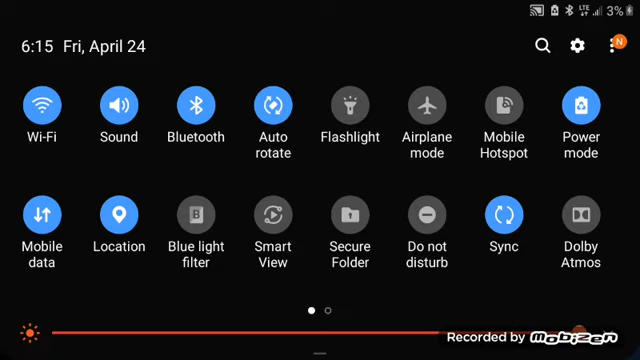 LTE 3%
6:15 Fri, April 24
N
Wi-Fi Sound Bluetooth Auto rotate Flashlight Airplane mode Mobile Hotspot Power mode
B
Mobile data Location Blue light filter Smart View Secure Folder Do not disturb Sync Dolby Atmos
Recorded by Mobizen